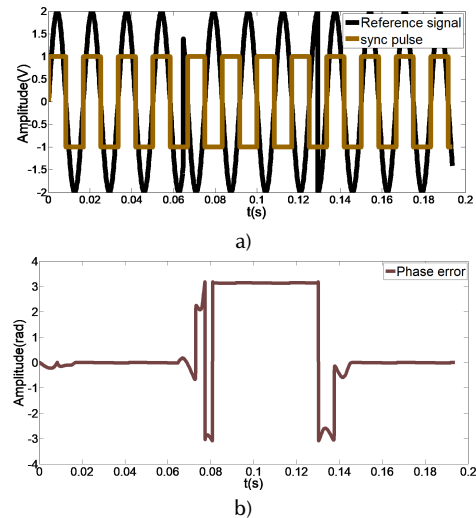 2
1.5
1
0.5
0
-0.5
-1
-1.5
-2
Amplitude(V)
Reference signal
sync pulse
0 0.02 0.04 0.06 0.08 0.1 0.12 0.14 0.16 0.18 0.2
t(s)
a)
4
3
2
1
0
-1
-2
-3
-4
Amplitude(rad)
Phase error
0 0.02 0.04 0.06 0.08 0.1 0.12 0.14 0.16 0.18 0.2
t(s)
b)